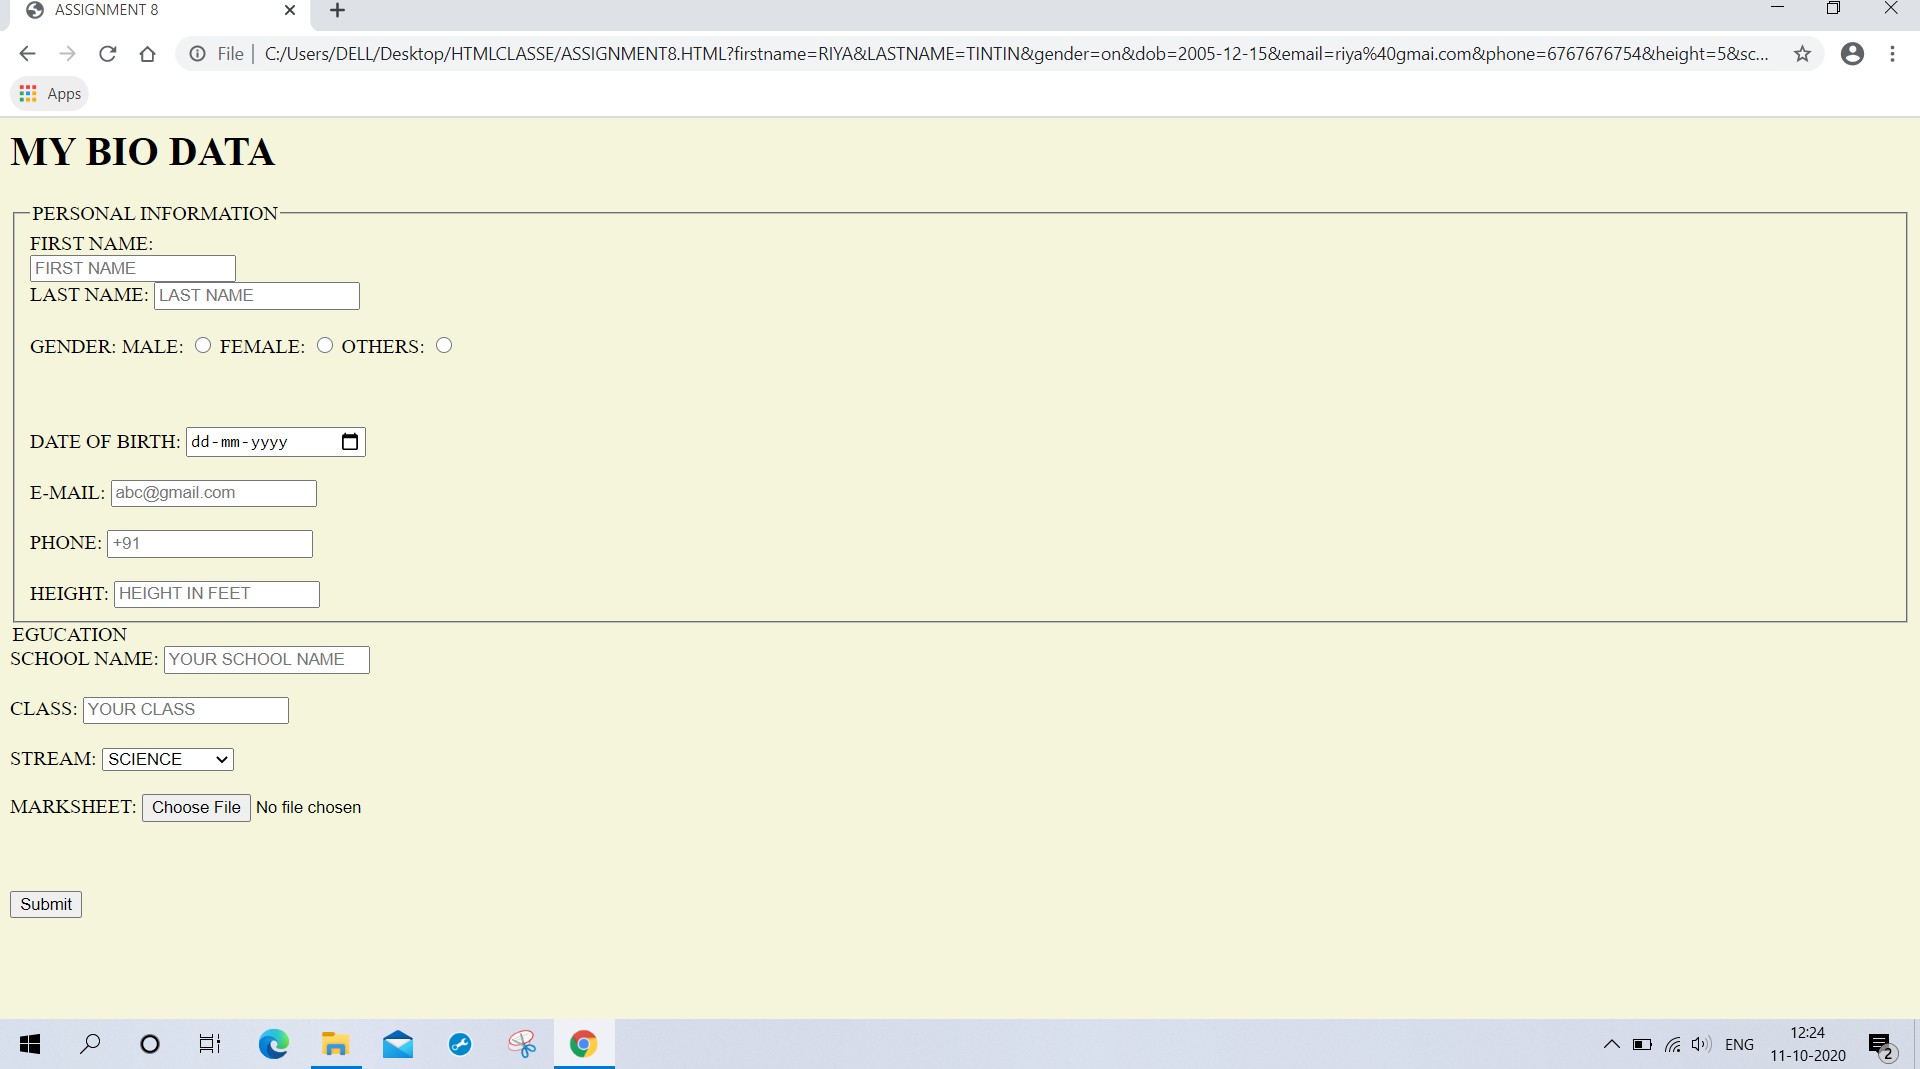 ASSIGNMENT 8
File | C:/Users/DELL/Desktop/HTMLCLASSE/ASSIGNMENT8.HTML?firstname=RIYA&LASTNAME=TINTIN&gender=on&dob=2005-12-15&email=riya%40gmai.com&phone=6767676754&height=5&sc...
Apps
MY BIO DATA
PERSONAL INFORMATION
FIRST NAME:
FIRST NAME
LAST NAME: LAST NAME
GENDER: MALE: FEMALE: OTHERS:
DATE OF BIRTH: dd-mm-yyyy
E-MAIL: abc@gmail.com
PHONE: +91
HEIGHT: HEIGHT IN FEET
EGUCATION
SCHOOL NAME: YOUR SCHOOL NAME
CLASS: YOUR CLASS
STREAM: SCIENCE
MARKSHEET: Choose File No file chosen
Submit
ENG
12:24
11-10-2020
2